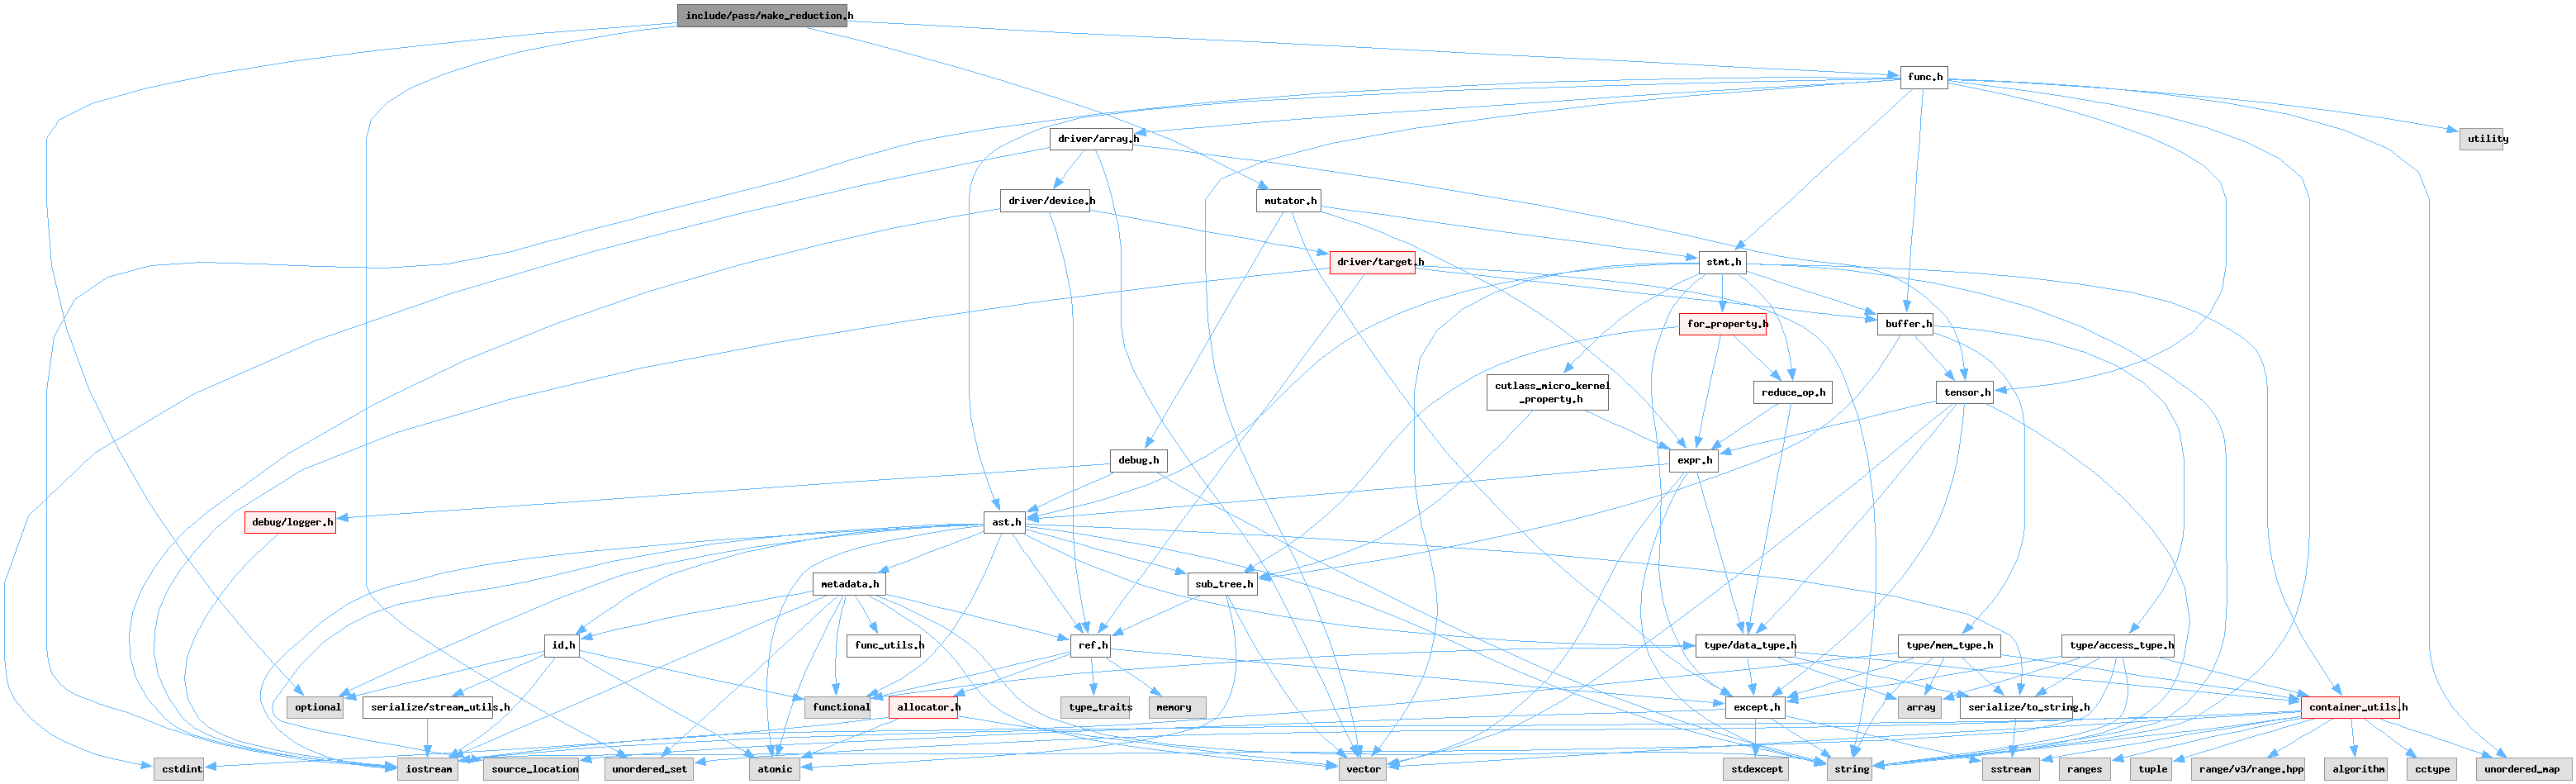 include/pass/make_reduction.h
func.h
driver/array.h
utility
driver/device.h
mutator.h
driver/target.h
stmt.h
for_property.h
buffer.h
cutlass_micro_kernel
_property.h
reduce_op.h
tensor.h
debug.h
expr.h
debug/logger.h
ast.h
metadata.h
sub_tree.h
id.h
func_utils.h
ref.h
type/data_type.h
type/mem_type.h
type/access_type.h
optional
serialize/stream_utils.h
functional
allocator.h
type_traits
memory
except.h
array
serialize/to_string.h
container_utils.h
cstdint
iostream
source_location
unordered_set
atomic
vector
stdexcept
string
sstream
ranges
tuple
range/v3/range.hpp
algorithm
cctype
unordered_map